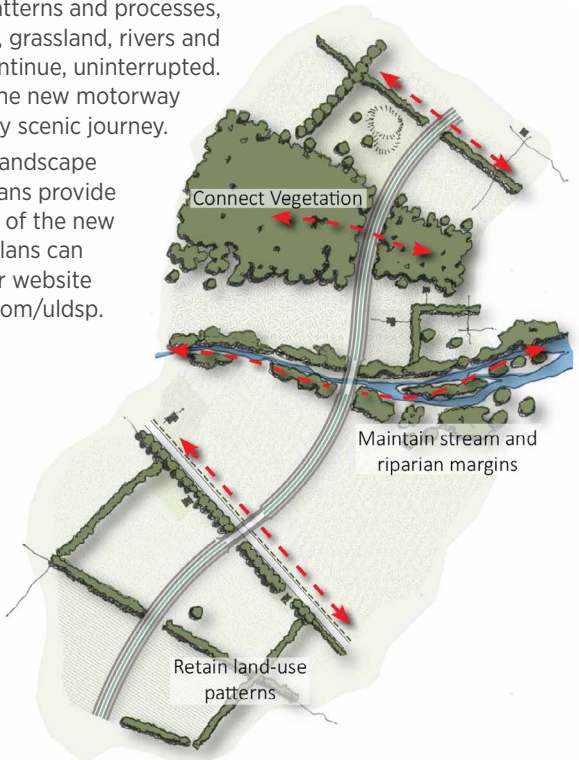 tterns and processes,
, grassland, rivers and
ntinue, uninterrupted.
he new motorway
y scenic journey.
andscape
ans provide
of the new
lans can
r website
om/uldsp.
Connect Vegetation
Maintain stream and
riparian margins
Retain land-use
patterns